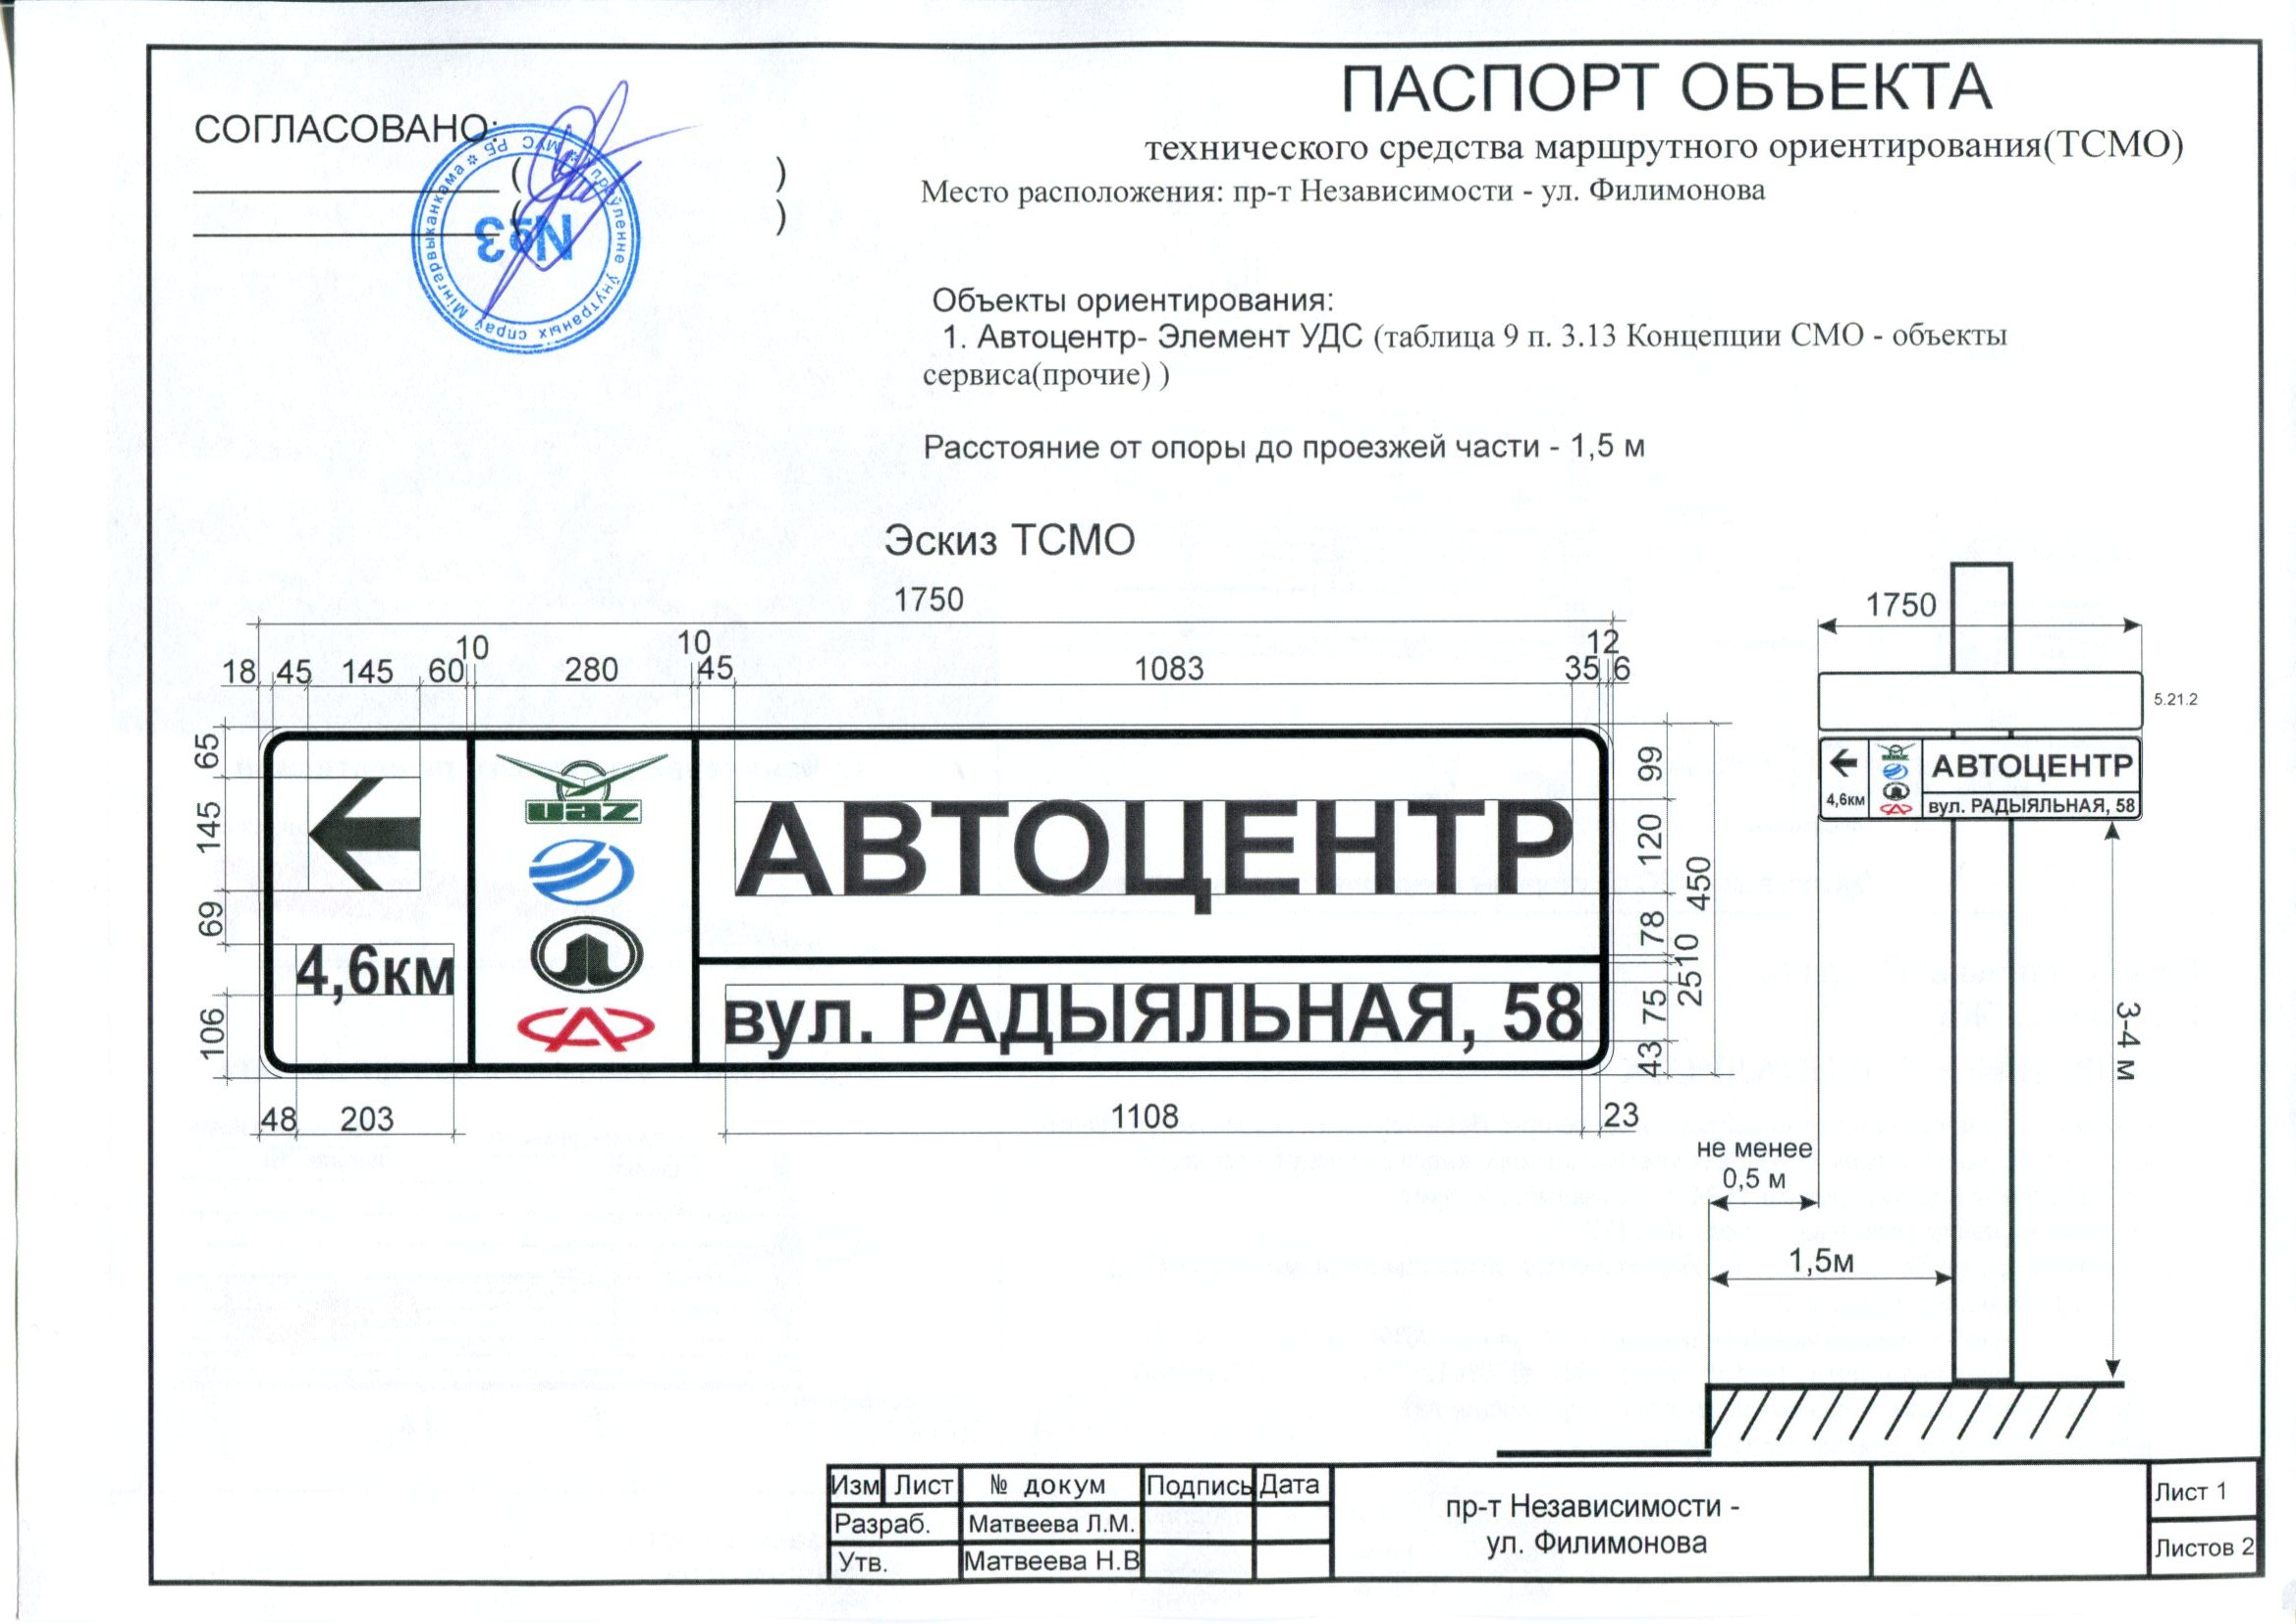 ПАСПОРТ ОБЪЕКТА
СОГЛАСОВАНО:
технического средства маршрутного ориентирования(ТСМО)
( )
( )
Место расположения: пр-т Независимости - ул. Филимонова
№3
Упраўленне ўнутраных спраў Мінгарвыканкама * МУС РБ *
Объекты ориентирования:
1. Автоцентр- Элемент УДС (таблица 9 п. 3.13 Концепции СМО - объекты
сервиса(прочие) )
Расстояние от опоры до проезжей части - 1,5 м
Эскиз ТСМО
1750
10 10 12
18 45 145 60 280 45 1083 35 6
65
145
69
106
4,6км
uaz
АВТОЦЕНТР
вул. РАДЫЯЛЬНАЯ, 58
99
120
78
10
25
75
43
450
48 203 1108 23
1750
5.21.2
4,6км
АВТОЦЕНТР
вул. РАДЫЯЛЬНАЯ, 58
3-4 м
не менее
0,5 м
1,5м
Изм Лист № докум Подпись Дата
Разраб. Матвеева Л.М.
Утв. Матвеева Н.В
пр-т Независимости -
ул. Филимонова
Лист 1
Листов 2